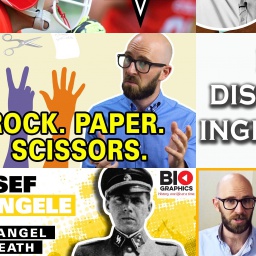 ROCK. PAPER.
SCISSORS.
DIS
ING
SEF
NGELE
ANGEL
EATH
BIO
GRAPHICS